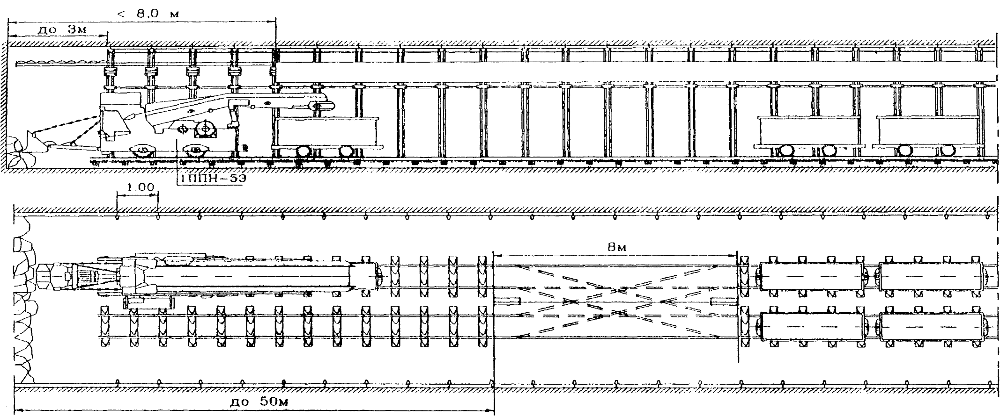 < 8,0 м
до 3м
1ППН-5Э
1.00
8м
до 50м